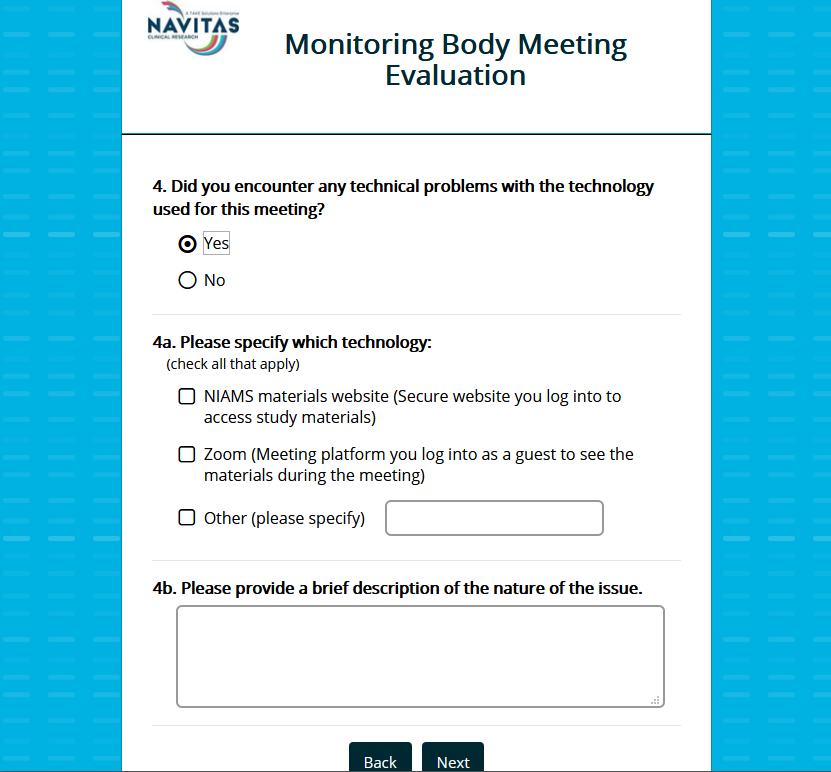 A TAKE Solutions Enterprise
NAVITAS
CLINICAL RESEARCH
Monitoring Body Meeting
Evaluation
4. Did you encounter any technical problems with the technology
used for this meeting?
Yes
No
4a. Please specify which technology:
(check all that apply)
NIAMS materials website (Secure website you log into to
access study materials)
Zoom (Meeting platform you log into as a guest to see the
materials during the meeting)
Other (please specify)
4b. Please provide a brief description of the nature of the issue.
Back Next